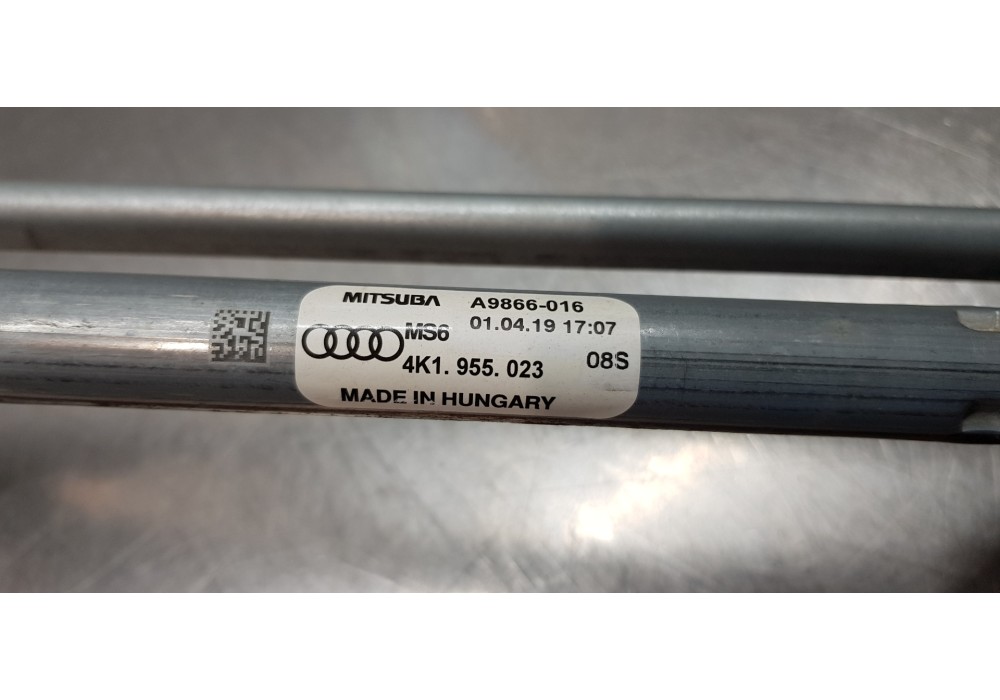 MITSUBA A9866-016
MS6 01.04.19 17:07
4K1. 955. 023 08S
MADE IN HUNGARY